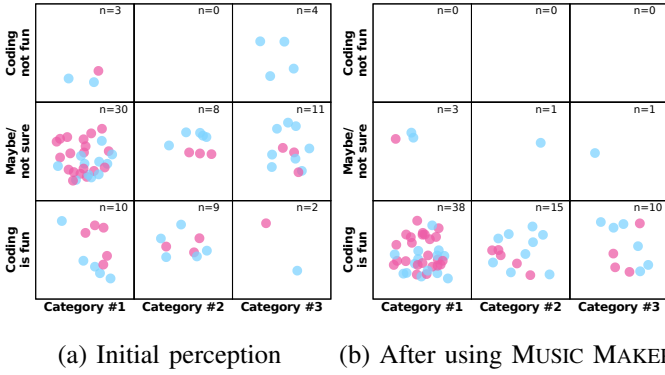 n=3 n=0 n=4
Coding
not fun
n=30 n=8 n=11
Maybe/
not sure
n=10 n=9 n=2
Coding
is fun
Category #1 Category #2 Category #3
(a) Initial perception
n=0 n=0 n=0
Coding
not fun
n=3 n=1 n=1
Maybe/
not sure
n=38 n=15 n=10
Coding
is fun
Category #1 Category #2 Category #3
(b) After using MUSIC MAKER